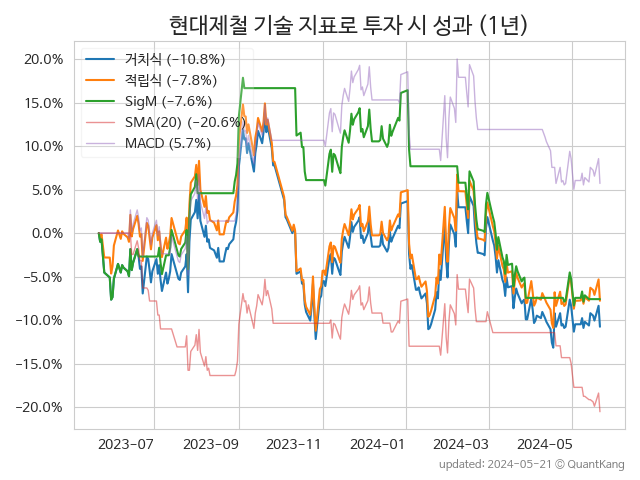 현대제철 기술 지표로 투자 시 성과 (1년)
20.0%
15.0%
10.0%
5.0%
0.0%
−5.0%
−10.0%
−15.0%
−20.0%
거치식 (−10.8%)
적립식 (−7.8%)
SigM (−7.6%)
SMA(20) (−20.6%)
MACD (5.7%)
2023-07 2023-09 2023-11 2024-01 2024-03 2024-05
updated: 2024-05-21 © QuantKang